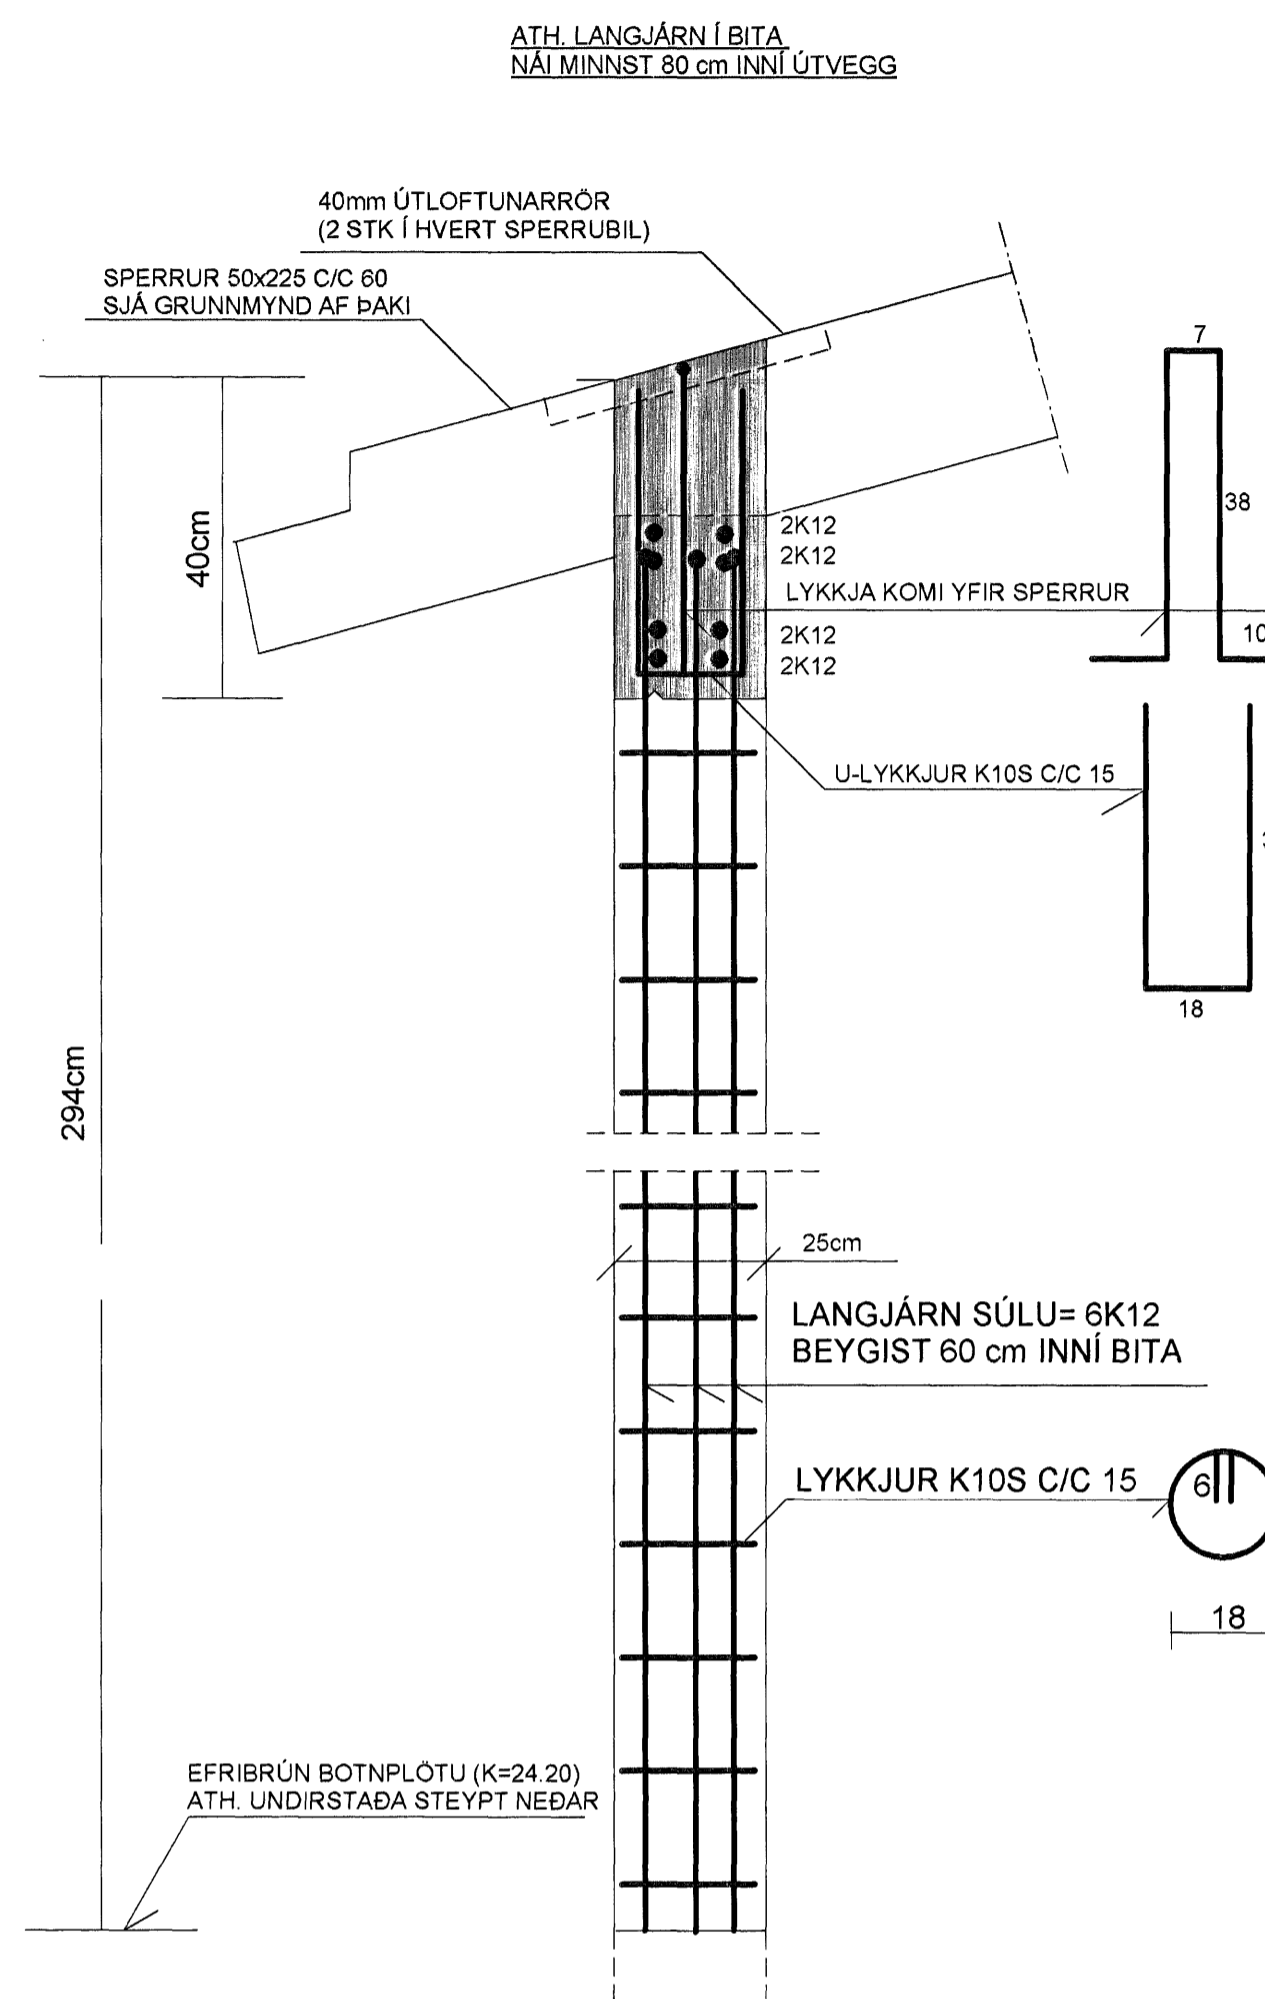 ATH. LANGJÁRN Í BITA
NÁI MINNST 80 cm INNÍ ÚTVEGG
40mm ÚTLOFTUNARRÖR
(2 STK Í HVERT SPERRUBIL)
SPERRUR 50x225 C/C 60
SJÁ GRUNNMYND AF ÞAKI
7
38
40cm
2K12
2K12
LYKKJA KOMI YFIR SPERRUR
10
2K12
2K12
U-LYKKJUR K10S C/C 15
18
294cm
25cm
LANGJÁRN SÚLU= 6K12
BEYGIST 60 cm INNÍ BITA
LYKKJUR K10S C/C 15
6
18
EFRIBRÚN BOTNPLÖTU (K=24.20)
ATH. UNDIRSTAÐA STEYPT NEÐAR